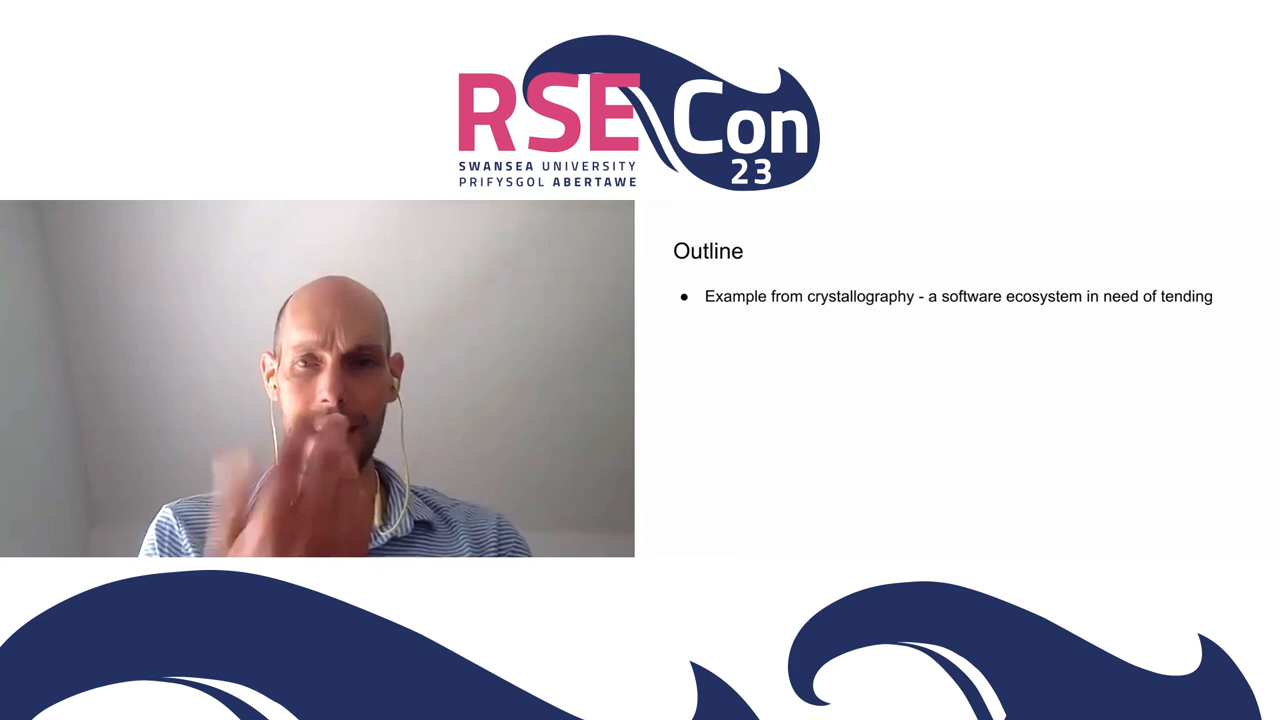 RSE Con
23
SWANSEA UNIVERSITY
PRIFYSGOL ABERTAWE
Outline
● Example from crystallography - a software ecosystem in need of tending